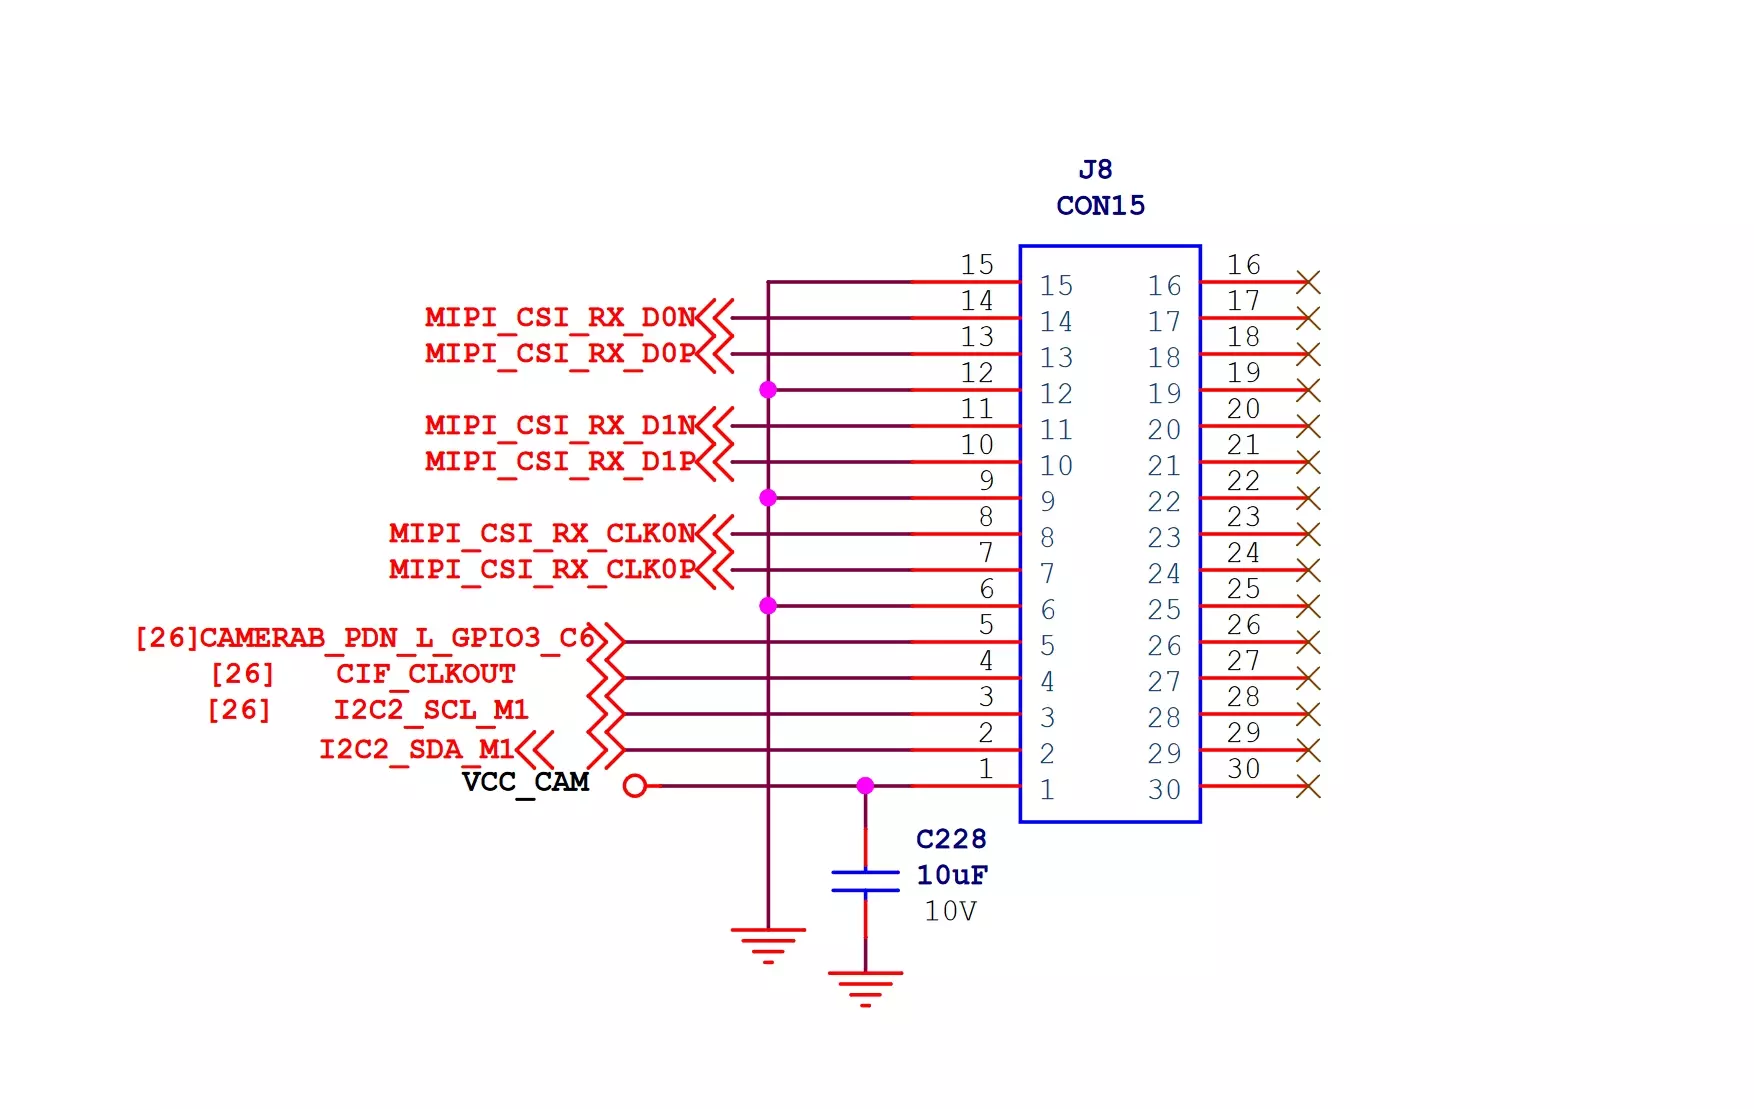 J8
CON15
15 15 16 16
MIPI_CSI_RX_D0N 14 14 17 17
MIPI_CSI_RX_D0P 13 13 18 18
12 12 19 19
MIPI_CSI_RX_D1N 11 11 20 20
MIPI_CSI_RX_D1P 10 10 21 21
9 9 22 22
MIPI_CSI_RX_CLK0N 8 8 23 23
MIPI_CSI_RX_CLK0P 7 7 24 24
6 6 25 25
[26]CAMERAB_PDN_L_GPIO3_C6 5 5 26 26
[26] CIF_CLKOUT 4 4 27 27
[26] I2C2_SCL_M1 3 3 28 28
I2C2_SDA_M1 2 2 29 29
VCC_CAM 1 1 30 30
C228
10uF
10V